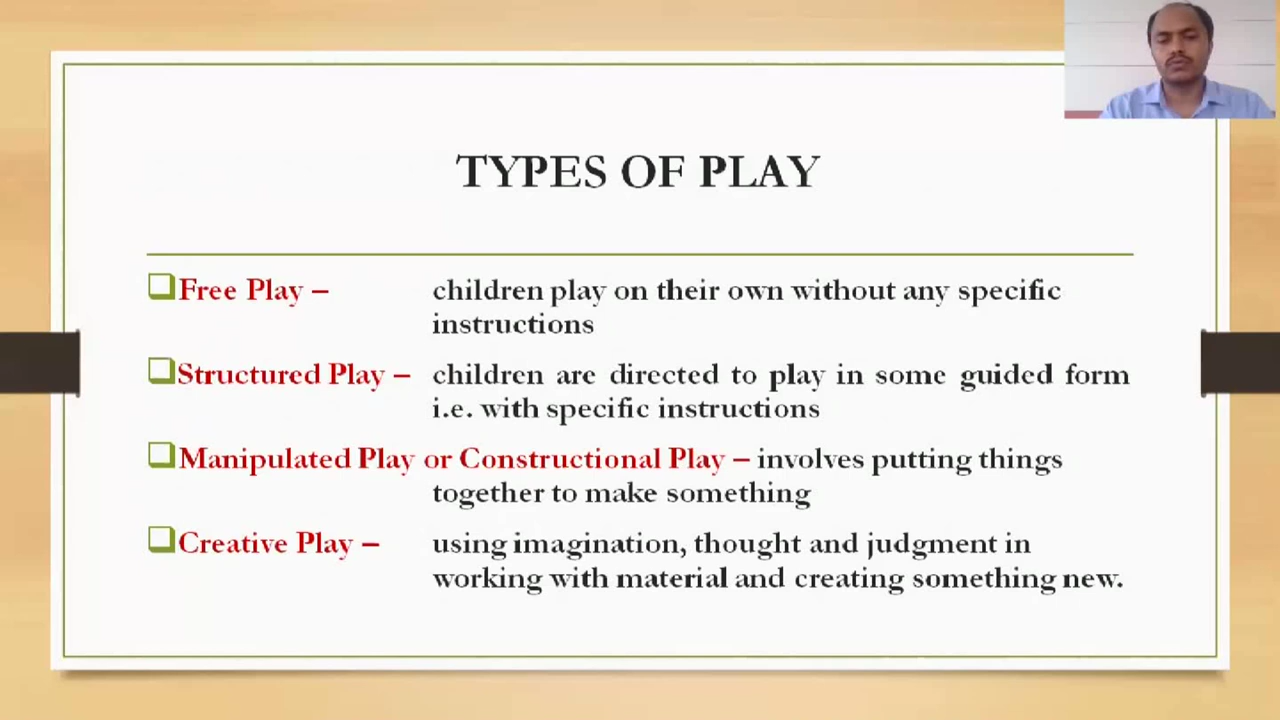 TYPES OF PLAY
Free Play – children play on their own without any specific
instructions
Structured Play – children are directed to play in some guided form
i.e. with specific instructions
Manipulated Play or Constructional Play – involves putting things
together to make something
Creative Play – using imagination, thought and judgment in
working with material and creating something new.